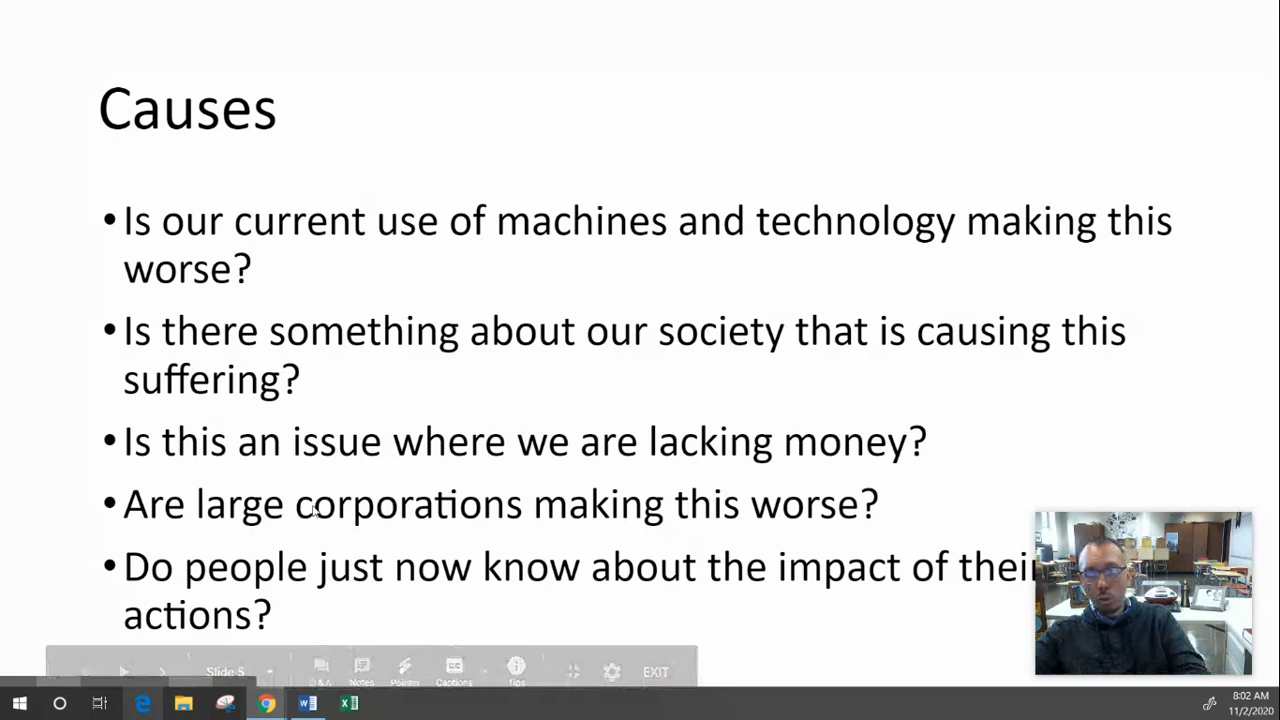 Causes
•Is our current use of machines and technology making this
worse?
•Is there something about our society that is causing this
suffering?
•Is this an issue where we are lacking money?
•Are large corporations making this worse?
•Do people just now know about the impact of their
actions?
Slide 5
Q & A
Notes
Pointer
Captions
Tips
EXIT
8:02 AM
11/2/2020